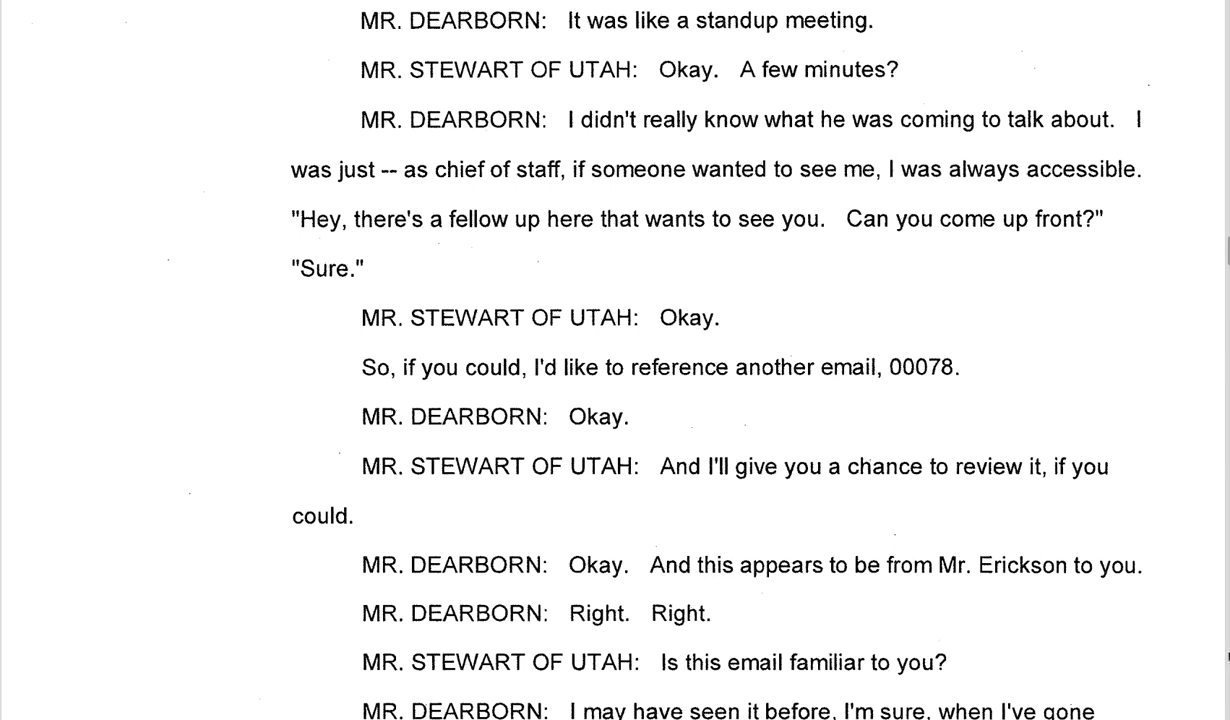 MR. DEARBORN: It was like a standup meeting.
MR. STEWART OF UTAH: Okay. A few minutes?
MR. DEARBORN: I didn't really know what he was coming to talk about. I
was just -- as chief of staff, if someone wanted to see me, I was always accessible.
"Hey, there's a fellow up here that wants to see you. Can you come up front?"
"Sure."
MR. STEWART OF UTAH: Okay.
So, if you could, I'd like to reference another email, 00078.
MR. DEARBORN: Okay.
MR. STEWART OF UTAH: And I'll give you a chance to review it, if you
could.
MR. DEARBORN: Okay. And this appears to be from Mr. Erickson to you.
MR. DEARBORN: Right. Right.
MR. STEWART OF UTAH: Is this email familiar to you?
MR. DEARBORN: I may have seen it before, I'm sure, when I've gone